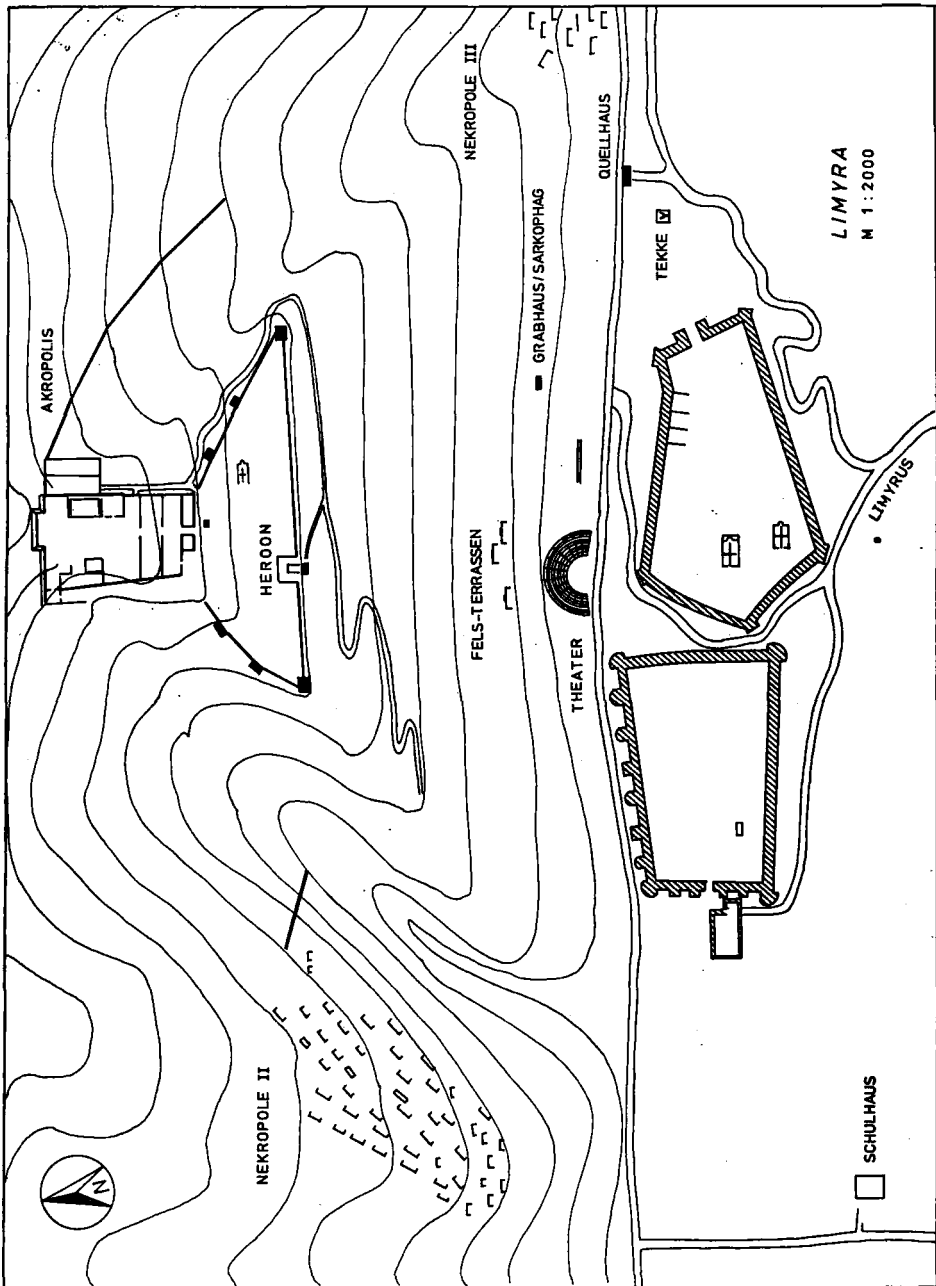 AKROPOLIS
NEKROPOLE III
HEROON
GRABHAUS/SARKOPHAG
QUELLHAUS
TEKKE
LIMYRA
M 1:2000
FELS-TERRASSEN
THEATER
LIMYRUS
NEKROPOLE II
N
SCHULHAUS